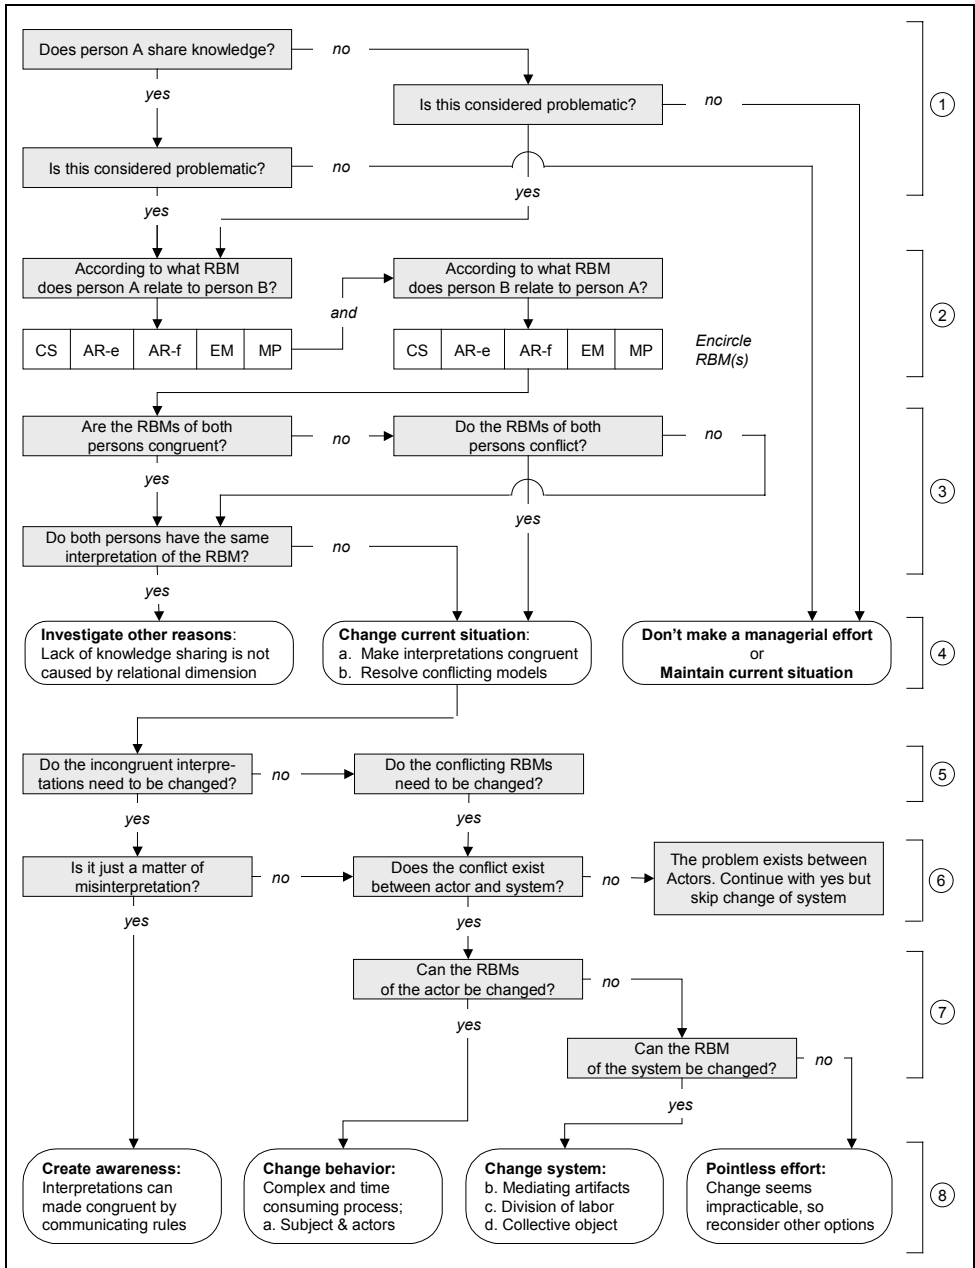 Does person A share knowledge?
no
yes
Is this considered problematic?
no
1
Is this considered problematic?
no
yes
yes
According to what RBM
does person A relate to person B?
and
According to what RBM
does person B relate to person A?
2
CS
AR-e
AR-f
EM
MP
CS
AR-e
AR-f
EM
MP
Encircle
RBM(s)
Are the RBMs of both
persons congruent?
no
Do the RBMs of both
persons conflict?
no
yes
3
yes
Do both persons have the same
interpretation of the RBM?
no
yes
Investigate other reasons:
Lack of knowledge sharing is not
caused by relational dimension
Change current situation:
a. Make interpretations congruent
b. Resolve conflicting models
Don't make a managerial effort
or
Maintain current situation
4
Do the incongruent interpre-
tations need to be changed?
no
Do the conflicting RBMs
need to be changed?
5
yes
yes
Is it just a matter of
misinterpretation?
no
Does the conflict exist
between actor and system?
no
The problem exists between
Actors. Continue with yes but
skip change of system
6
yes
yes
Can the RBMs
of the actor be changed?
no
7
yes
Can the RBM
of the system be changed?
no
yes
Create awareness:
Interpretations can
made congruent by
communicating rules
Change behavior:
Complex and time
consuming process;
a. Subject & actors
Change system:
b. Mediating artifacts
c. Division of labor
d. Collective object
Pointless effort:
Change seems
impracticable, so
reconsider other options
8